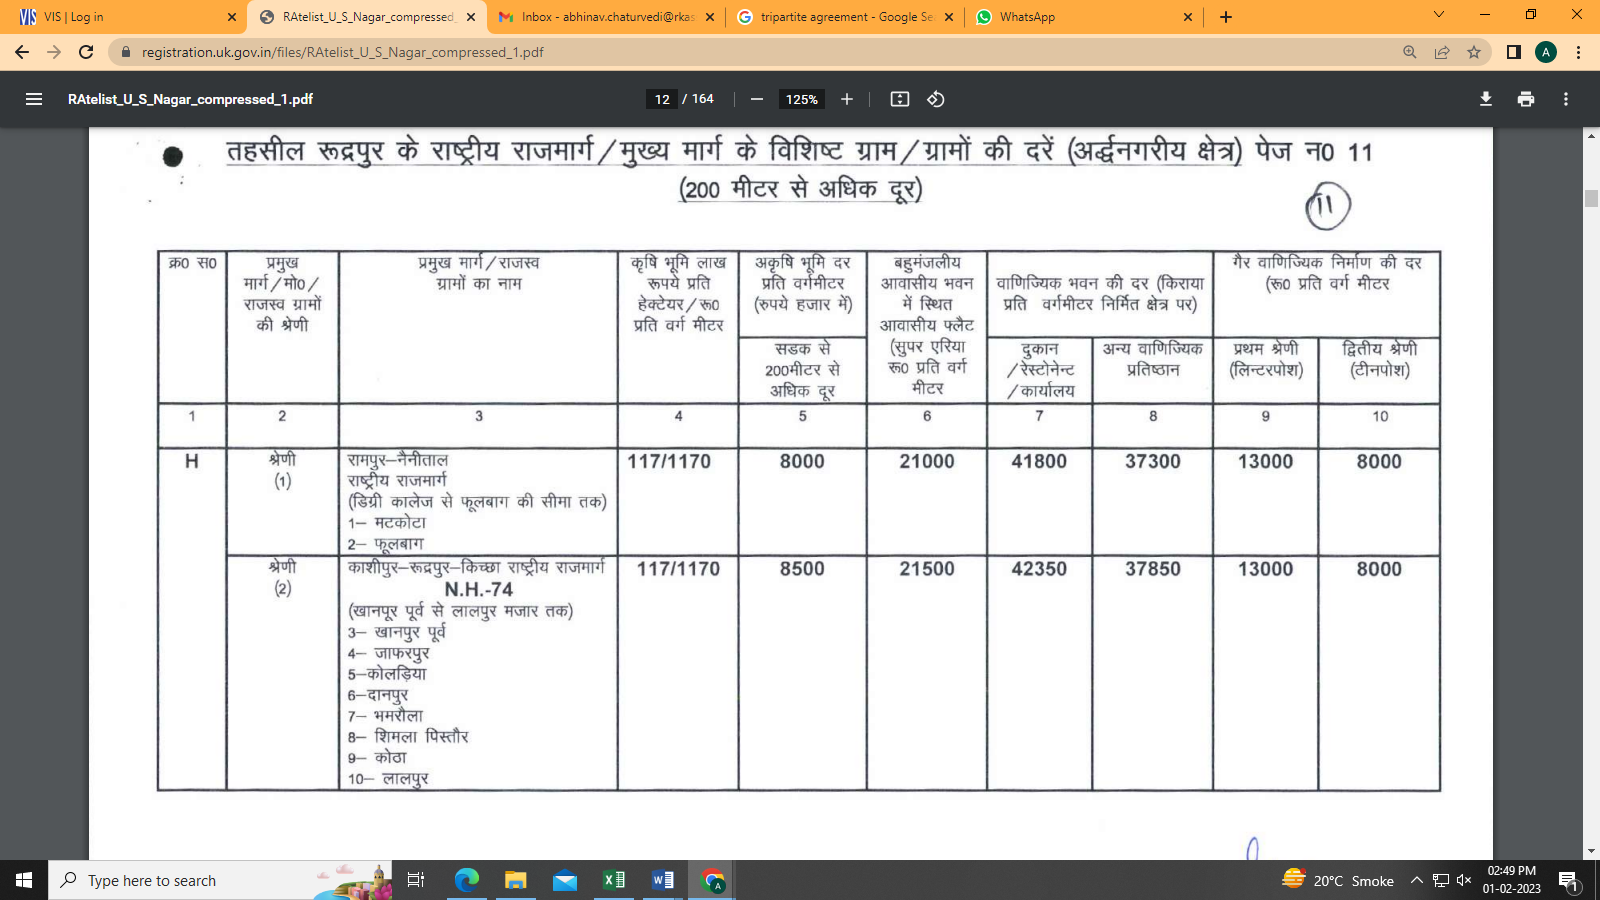 VIS | Log in
RAtelist_U_S_Nagar_compressed_
Inbox - abhinav.chaturvedi@rkas
tripartite agreement - Google Se
WhatsApp
registration.uk.gov.in/files/RAtelist_U_S_Nagar_compressed_1.pdf
A
RAtelist_U_S_Nagar_compressed_1.pdf
12 / 164
125%
तहसील रूद्रपुर के राष्ट्रीय राजमार्ग/मुख्य मार्ग के विशिष्ट ग्राम/ग्रामों की दरें (अर्द्धनगरीय क्षेत्र) पेज न0 11
(200 मीटर से अधिक दूर)
11
क्र0 स0
प्रमुख
मार्ग/मो0/
राजस्व ग्रामों
की श्रेणी
प्रमुख मार्ग/राजस्व
ग्रामों का नाम
कृषि भूमि लाख
रूपये प्रति
हेक्टेयर/रू0
प्रति वर्ग मीटर
अकृषि भूमि दर
प्रति वर्गमीटर
(रुपये हजार में)
सडक से
200मीटर से
अधिक दूर
बहुमंजलीय
आवासीय भवन
में स्थित
आवासीय फ्लैट
(सुपर एरिया
रू0 प्रति वर्ग
मीटर
वाणिज्यिक भवन की दर (किराया
प्रति वर्गमीटर निर्मित क्षेत्र पर)
दुकान
/रेस्टोनेन्ट
/कार्यालय
अन्य वाणिज्यिक
प्रतिष्ठान
गैर वाणिज्यिक निर्माण की दर
(रू0 प्रति वर्ग मीटर
प्रथम श्रेणी
(लिन्टरपोश)
द्वितीय श्रेणी
(टीनपोश)
1 2 3 4 5 6 7 8 9 10
H
श्रेणी
(1)
रामपुर–नैनीताल
राष्ट्रीय राजमार्ग
(डिग्री कालेज से फूलबाग की सीमा तक)
1– मटकोटा
2– फूलबाग
117/1170 8000 21000 41800 37300 13000 8000
श्रेणी
(2)
काशीपुर–रूद्रपुर–किच्छा राष्ट्रीय राजमार्ग
N.H.-74
(खानपूर पूर्व से लालपुर मजार तक)
3– खानपुर पूर्व
4– जाफरपुर
5–कोलड़िया
6–दानपुर
7– भमरौला
8– शिमला पिस्तौर
9– कोठा
10– लालपुर
117/1170 8500 21500 42350 37850 13000 8000
Type here to search
20°C Smoke
02:49 PM
01-02-2023
1